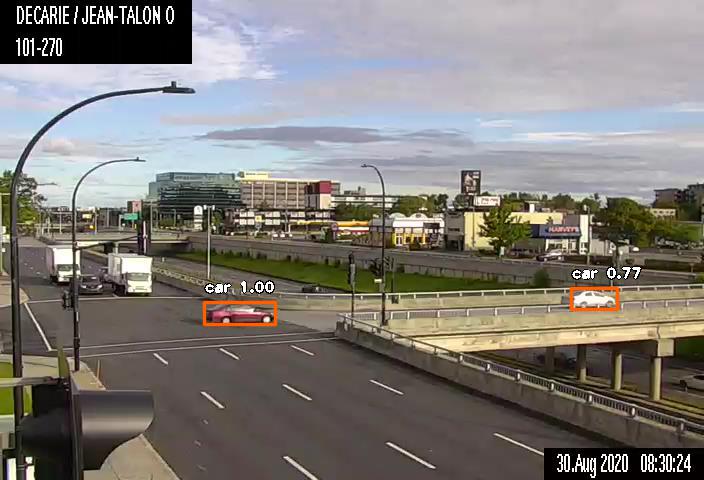 DECARIE / JEAN-TALON O
101-270
car 1.00
car 0.77
HARVEY'S
30.Aug 2020 08:30:24